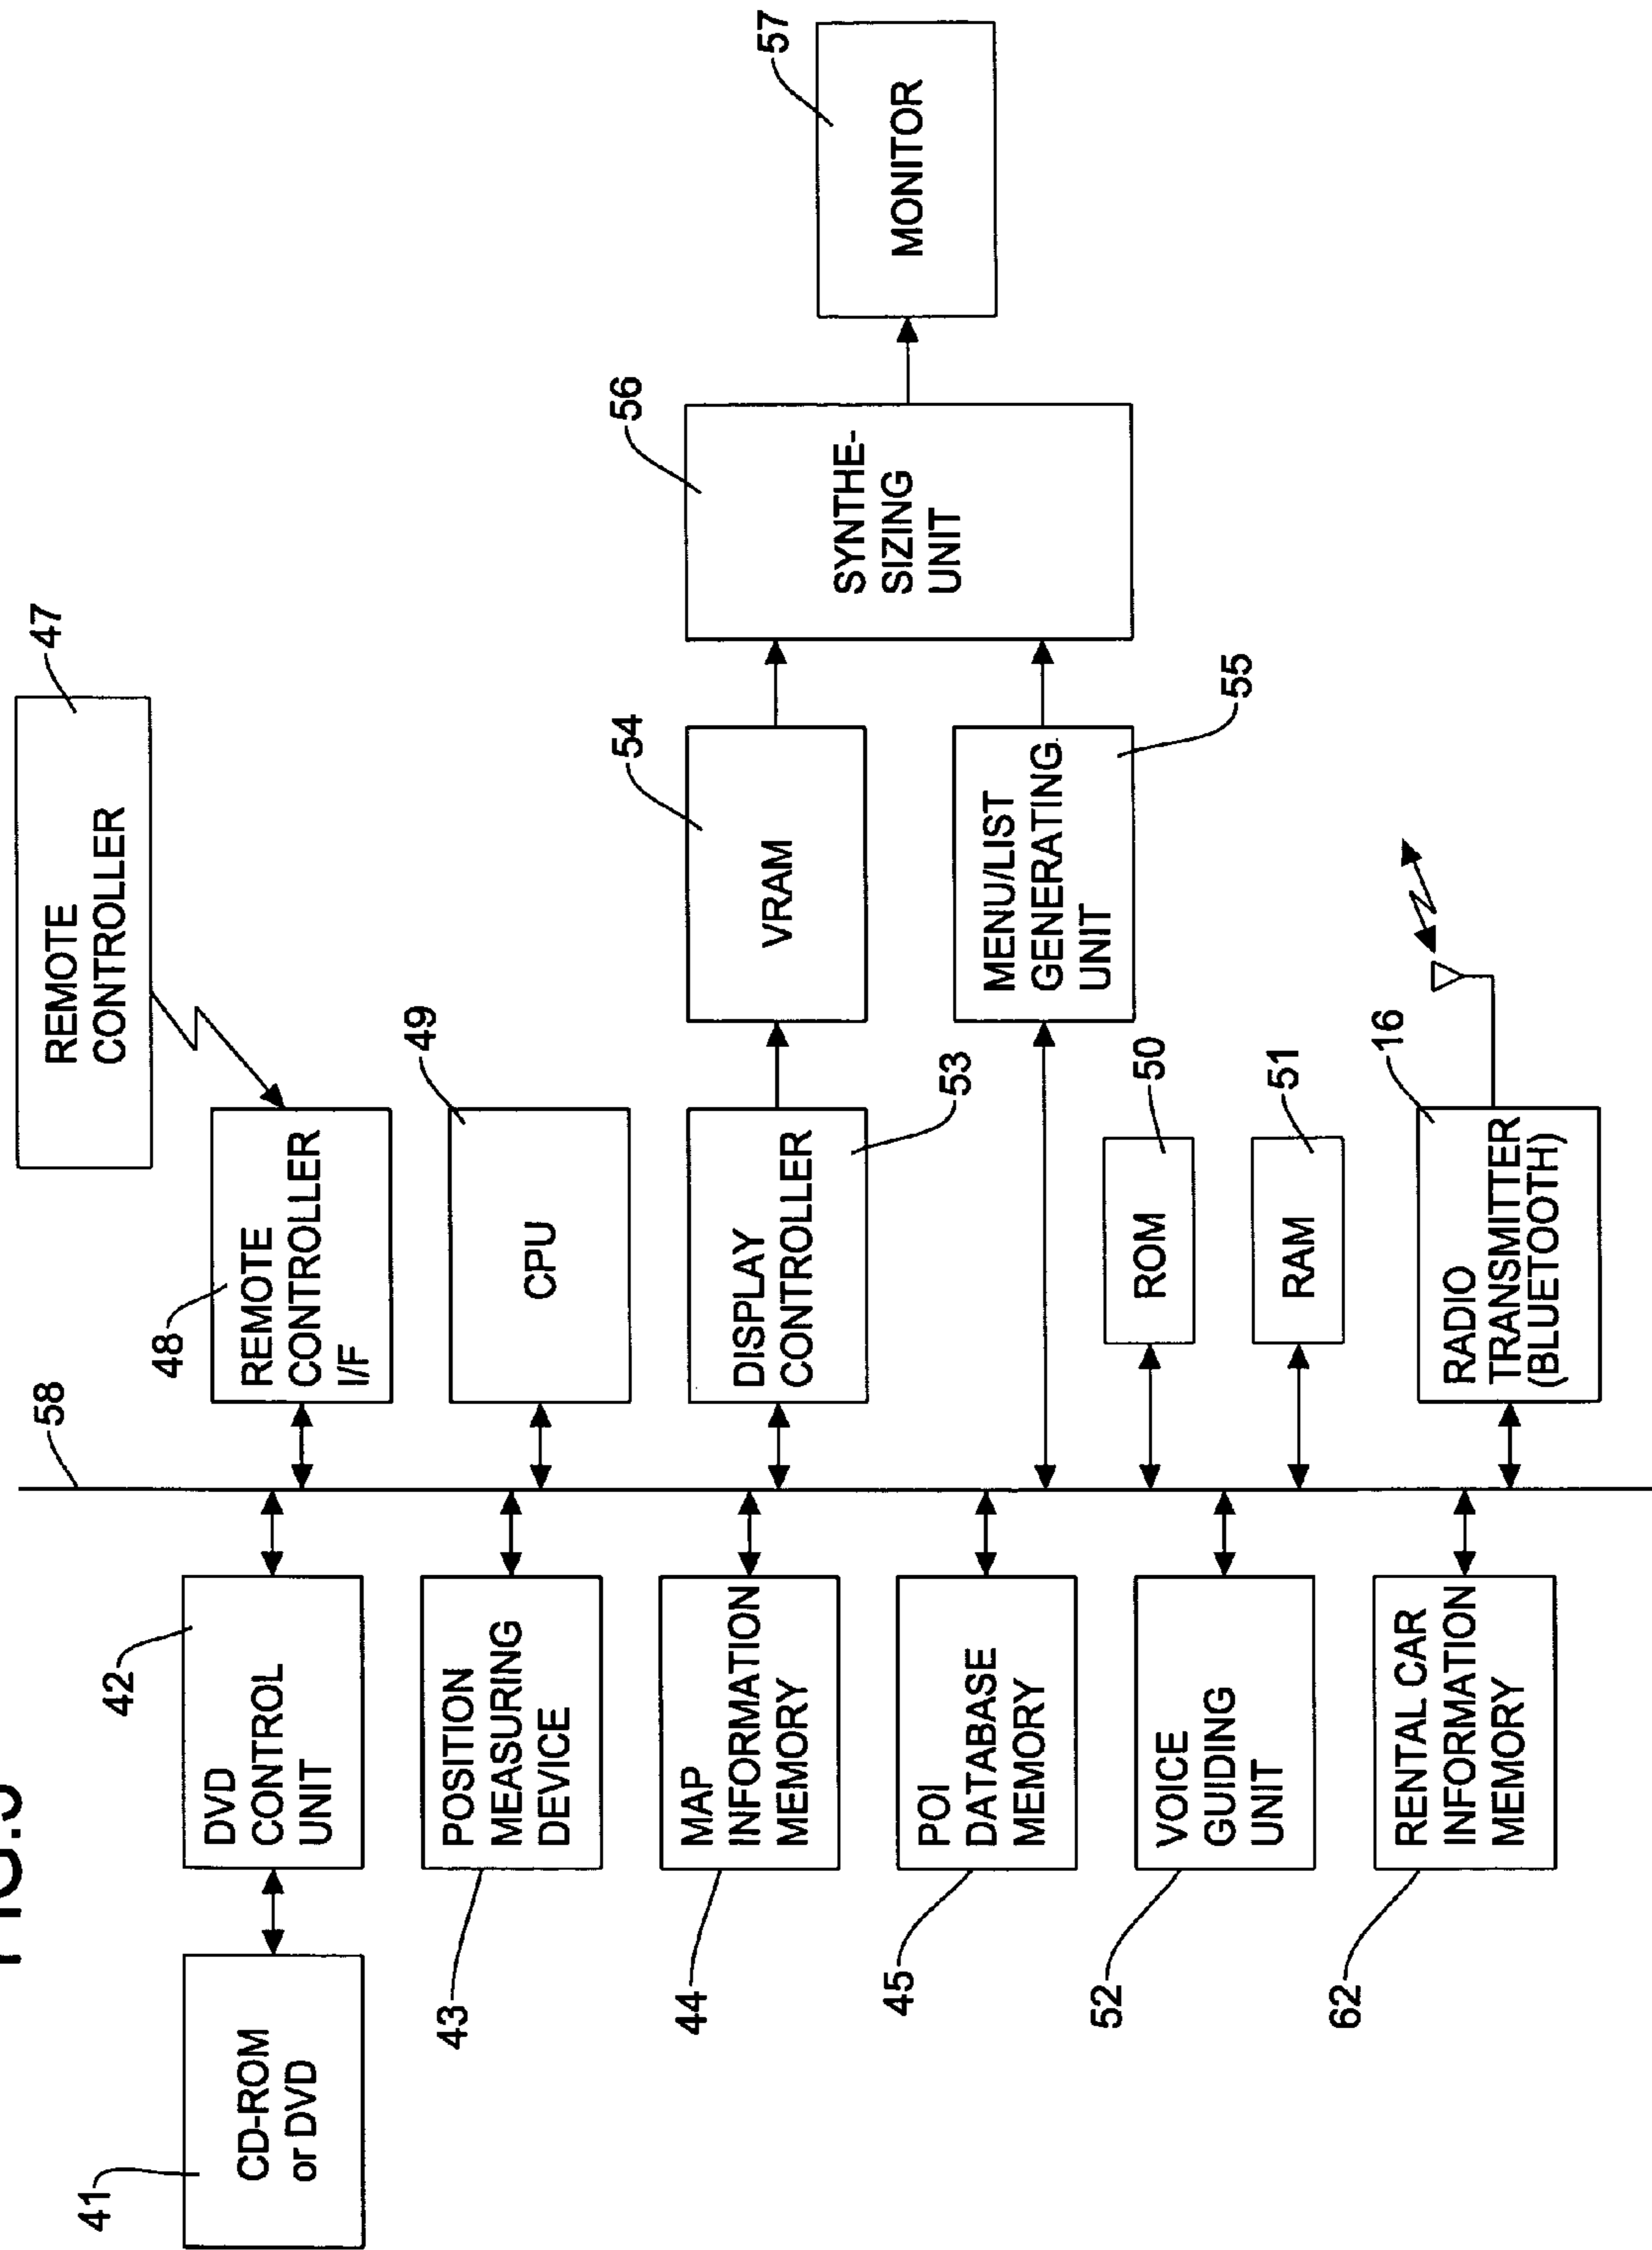 41
CD-ROM
or DVD
42
DVD
CONTROL
UNIT
58
48
REMOTE
CONTROLLER
I/F
47
REMOTE
CONTROLLER
43
POSITION
MEASURING
DEVICE
49
CPU
44
MAP
INFORMATION
MEMORY
DISPLAY
CONTROLLER
53
54
VRAM
56
SYNTHE-
SIZING
UNIT
57
MONITOR
45
POI
DATABASE
MEMORY
MENU/LIST
GENERATING
UNIT
55
52
VOICE
GUIDING
UNIT
ROM
50
RAM
51
62
RENTAL CAR
INFORMATION
MEMORY
16
RADIO
TRANSMITTER
(BLUETOOTH)